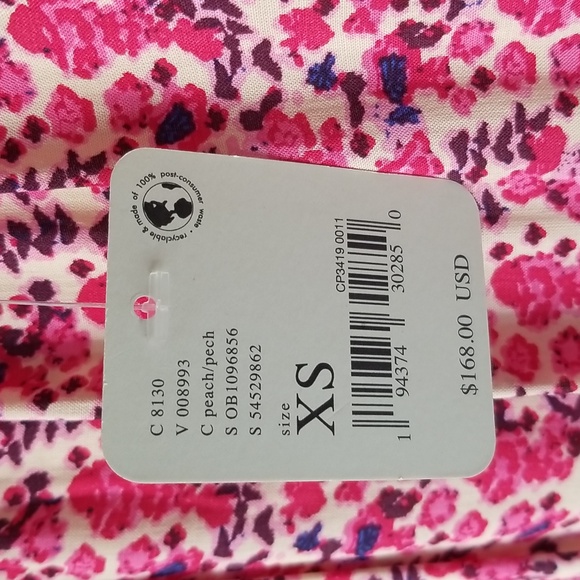 made of 100% post-consumer waste • recyclable &
C 8130
V 008993
C peach/pech
S OB1096856
S 54529862
size
XS
CP3419 0011
1 94374 30285 0
$168.00 USD